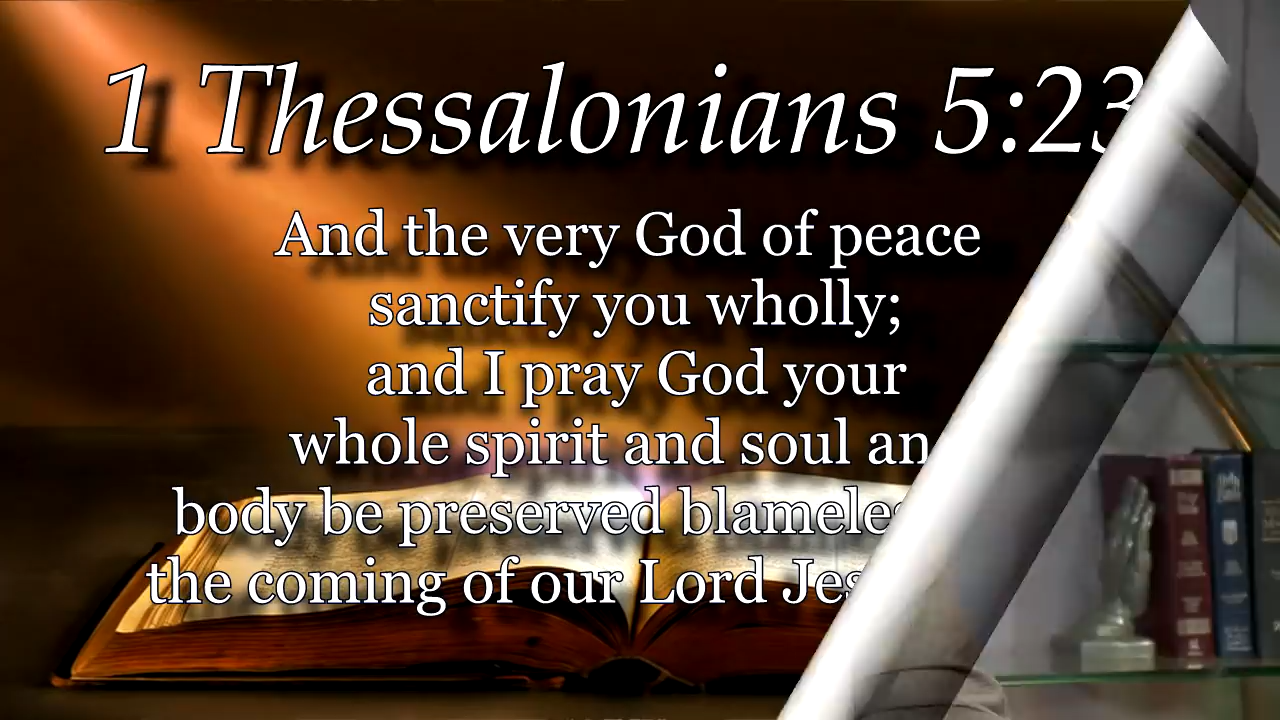 1 Thessalonians 5:23
And the very God of peace
sanctify you wholly;
and I pray God your
whole spirit and soul an
body be preserved blameles
the coming of our Lord Jes